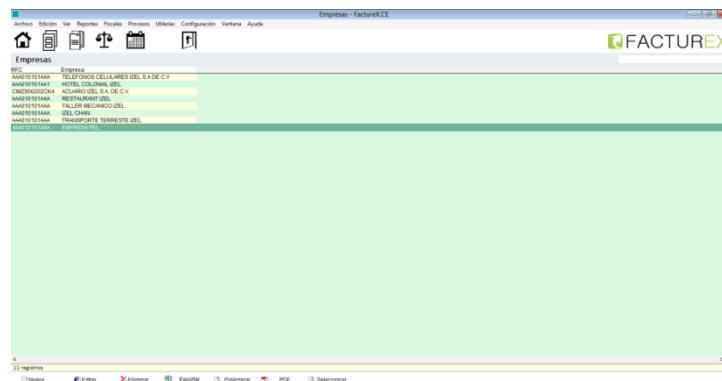 Empresas - FactureX.CE
Archivo Edición Ver Reportes Fiscales Procesos Utilerías Configuración Ventana Ayuda
FACTUREX
Empresas
RFC Empresa
AAA010101AAA TELEFONOS CELULARES IZEL S.A DE C.V
AAA010101AA1 HOTEL COLONIAL IZEL
CIMZ900202CK4 ACUARIO IZEL S.A. DE C.V.
AAA010101AAA RESTAURANT IZEL
AAA010101AAA TALLER MECANICO IZEL
AAA010101AAA IZEL CHAN
AAA010101AAA TRANSPORTE TERRESTE IZEL
AAA010101AAA EMPRESA PEL
11 registros
Nuevo Editar Eliminar Exportar Preliminar PDF Seleccionar